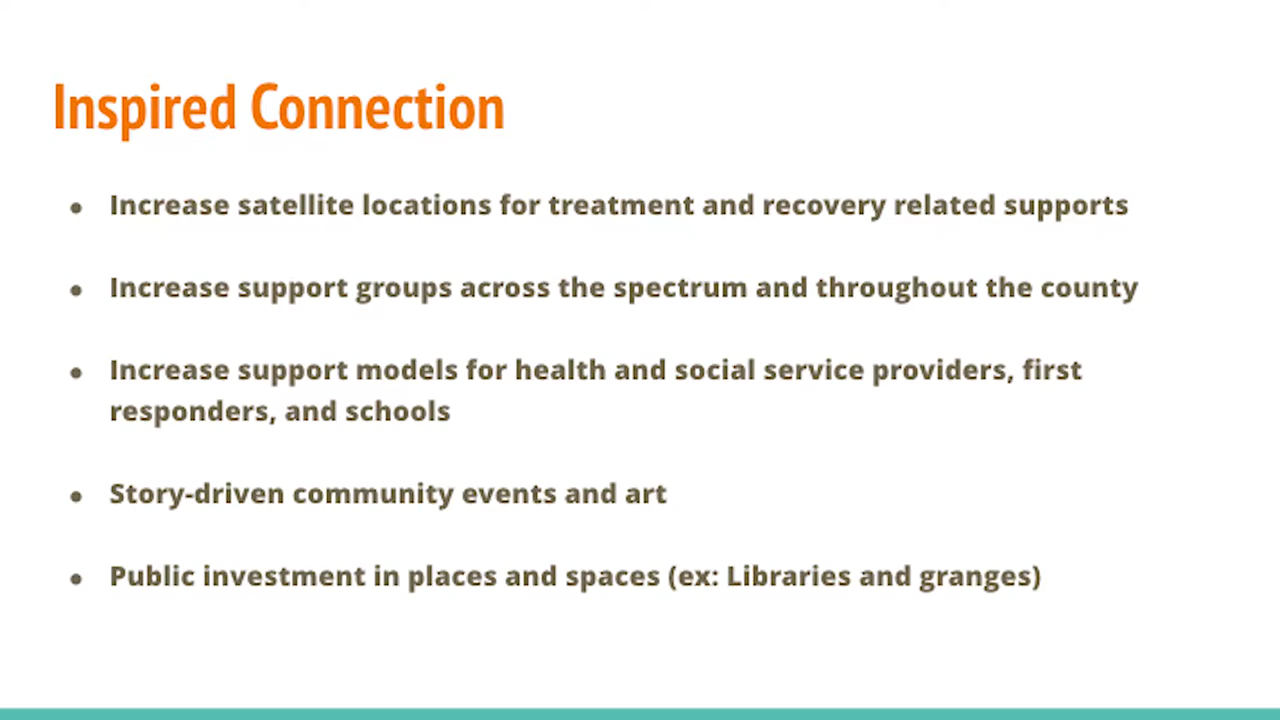 Inspired Connection
● Increase satellite locations for treatment and recovery related supports
● Increase support groups across the spectrum and throughout the county
● Increase support models for health and social service providers, first
responders, and schools
● Story-driven community events and art
● Public investment in places and spaces (ex: Libraries and granges)